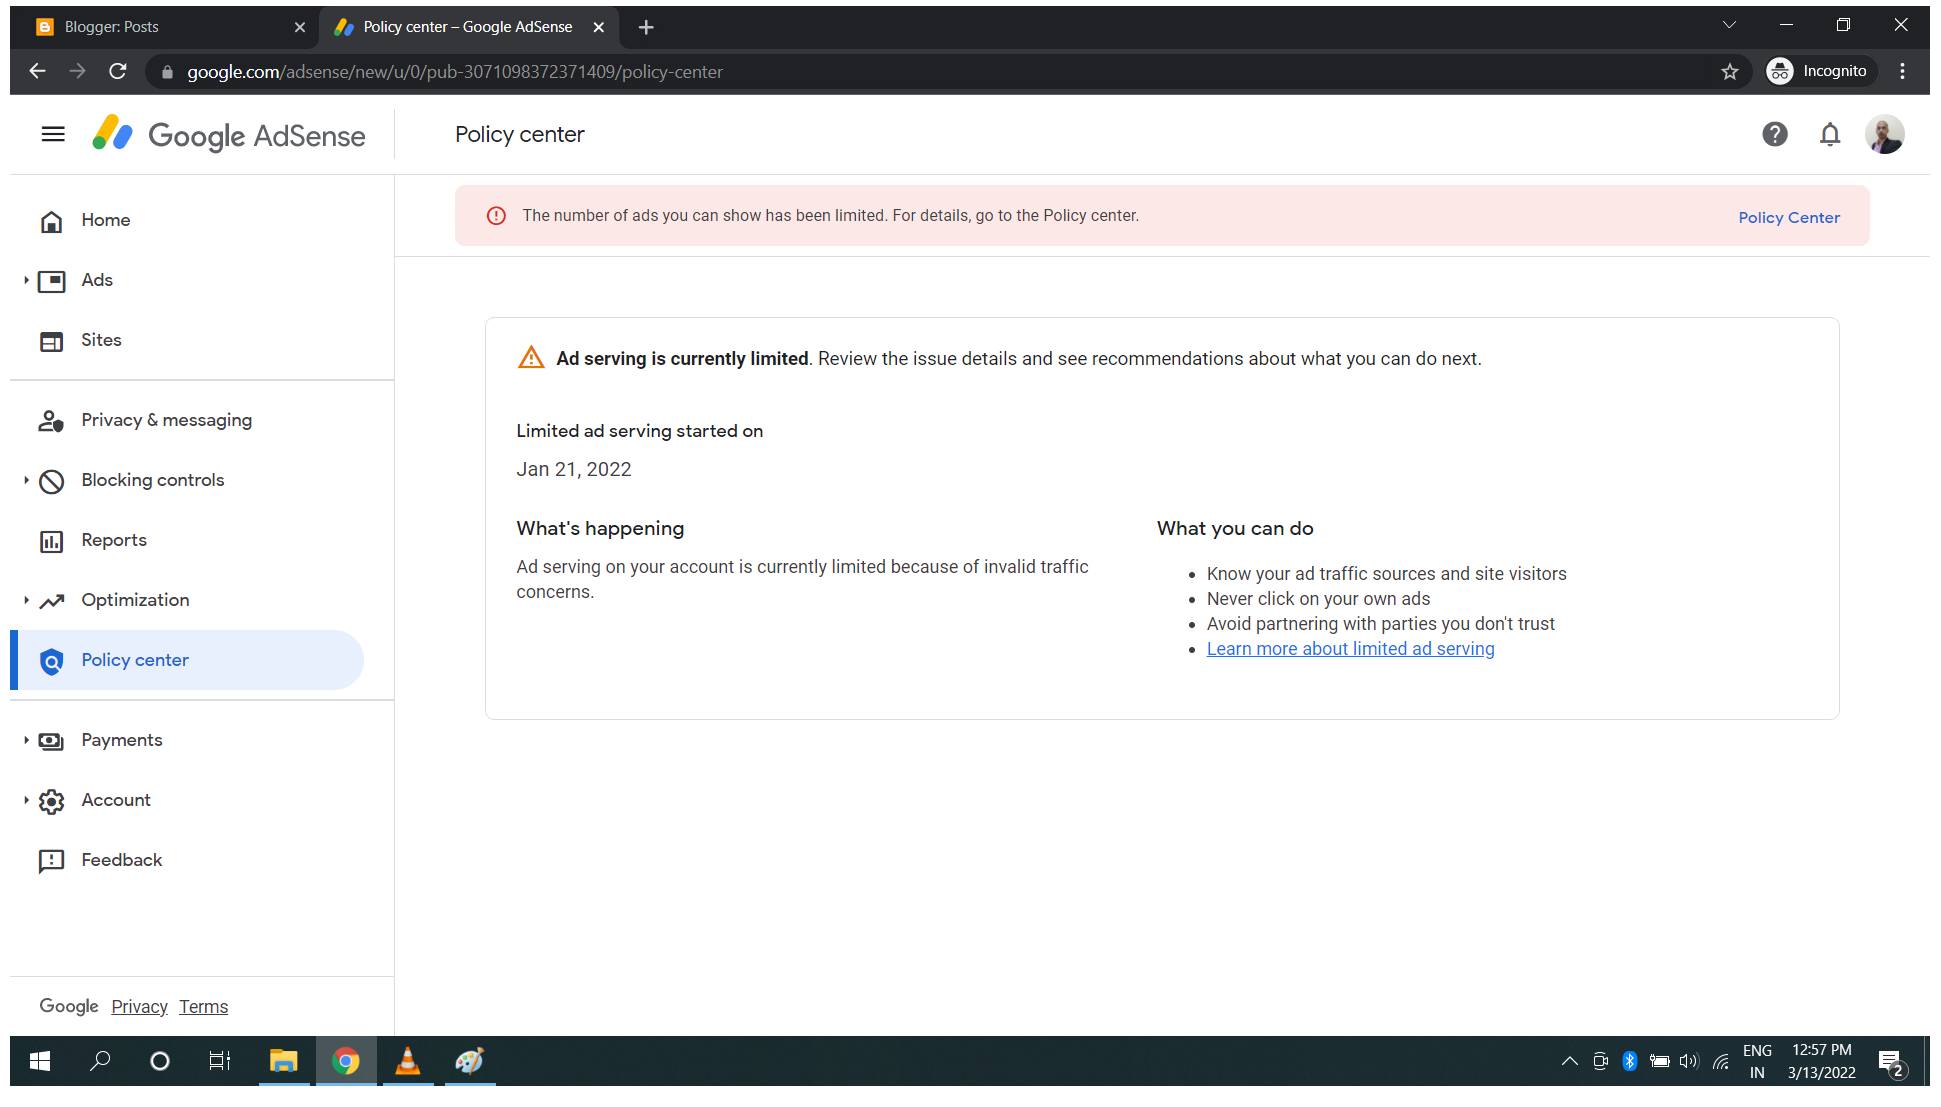 Blogger: Posts
Policy center – Google AdSense
google.com/adsense/new/u/0/pub-3071098372371409/policy-center
Incognito
Google AdSense
Policy center
Home
Ads
Sites
Privacy & messaging
Blocking controls
Reports
Optimization
Policy center
Payments
Account
Feedback
Google Privacy Terms
The number of ads you can show has been limited. For details, go to the Policy center.
Policy Center
Ad serving is currently limited. Review the issue details and see recommendations about what you can do next.
Limited ad serving started on
Jan 21, 2022
What's happening
Ad serving on your account is currently limited because of invalid traffic
concerns.
What you can do
Know your ad traffic sources and site visitors
Never click on your own ads
Avoid partnering with parties you don't trust
Learn more about limited ad serving
ENG
IN
12:57 PM
3/13/2022
2